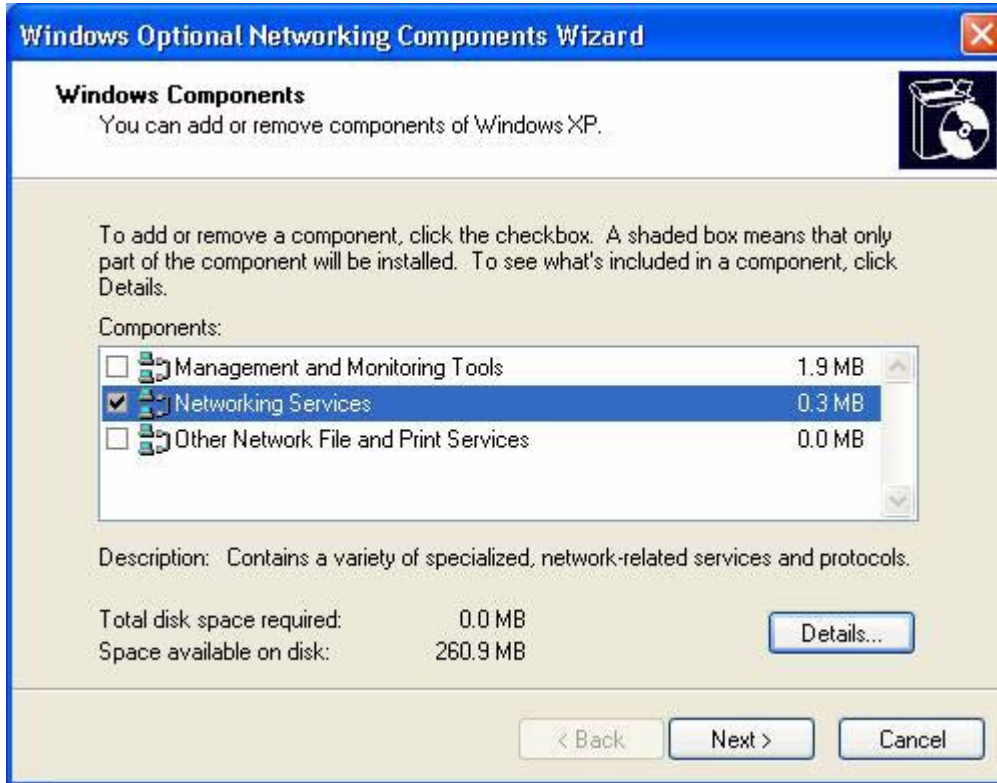 Windows Optional Networking Components Wizard
Windows Components
You can add or remove components of Windows XP.
To add or remove a component, click the checkbox. A shaded box means that only
part of the component will be installed. To see what's included in a component, click
Details.
Components:
Management and Monitoring Tools 1.9 MB
Networking Services 0.3 MB
Other Network File and Print Services 0.0 MB
Description: Contains a variety of specialized, network-related services and protocols.
Total disk space required: 0.0 MB
Space available on disk: 260.9 MB
Details...
< Back Next > Cancel